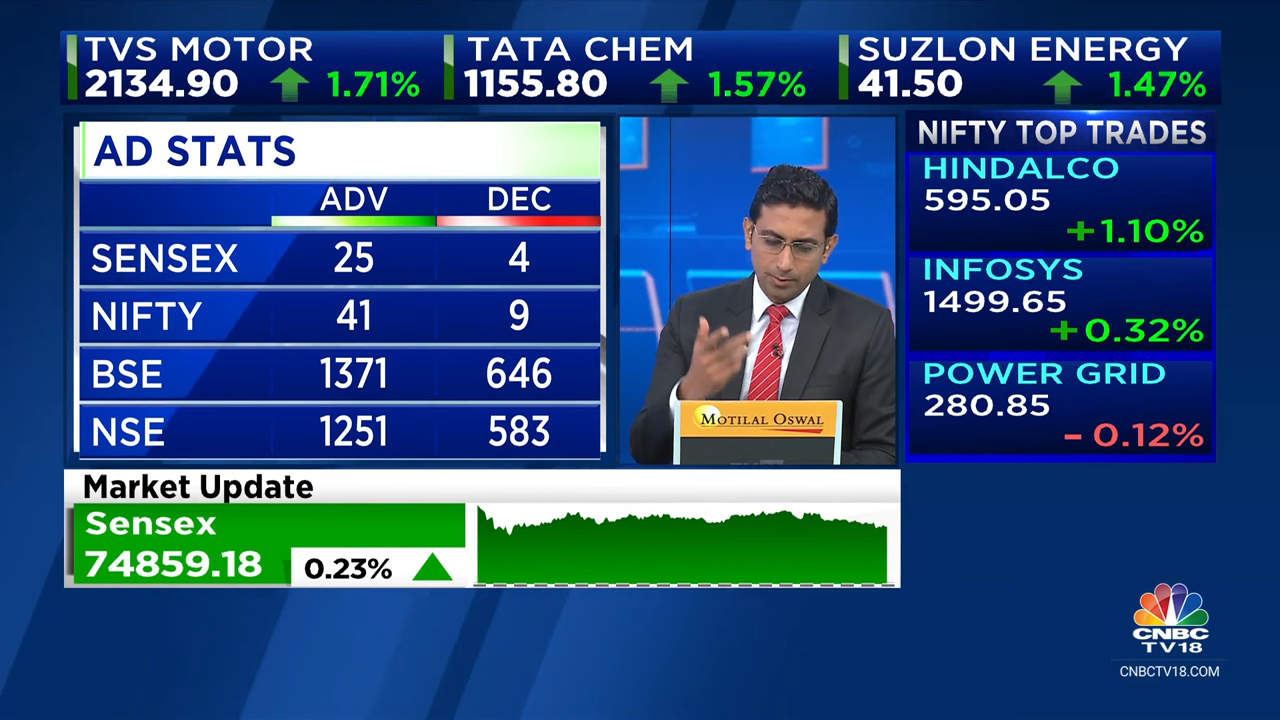 TVS MOTOR
2134.90 1.71%
TATA CHEM
1155.80 1.57%
SUZLON ENERGY
41.50 1.47%
AD STATS
ADV DEC
SENSEX 25 4
NIFTY 41 9
BSE 1371 646
NSE 1251 583
MOTILAL OSWAL
NIFTY TOP TRADES
HINDALCO
595.05
+1.10%
INFOSYS
1499.65
+0.32%
POWER GRID
280.85
-0.12%
Market Update
Sensex
74859.18 0.23%
CNBC
TV18
CNBCTV18.COM